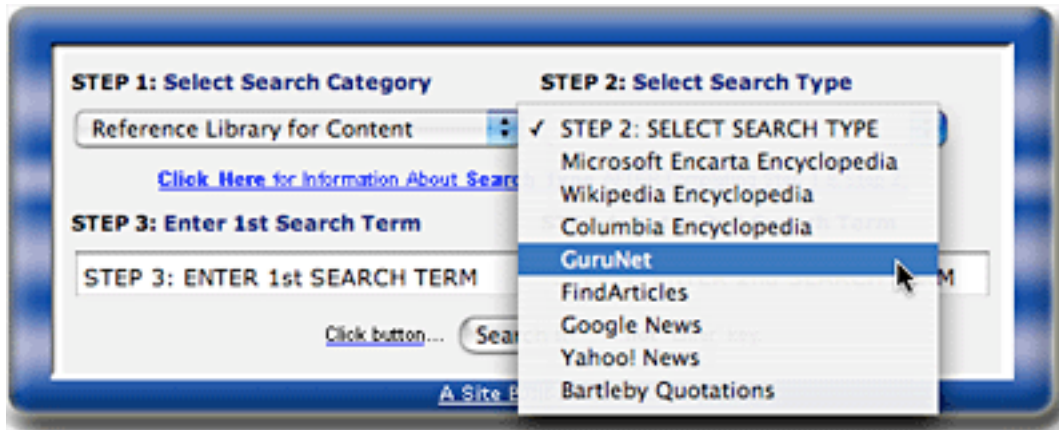 STEP 1: Select Search Category
STEP 2: Select Search Type
Reference Library for Content
✓ STEP 2: SELECT SEARCH TYPE
Microsoft Encarta Encyclopedia
Wikipedia Encyclopedia
Columbia Encyclopedia
GuruNet
FindArticles
Google News
Yahoo! News
Bartleby Quotations
Click Here for Information About Search
STEP 3: Enter 1st Search Term
Term
STEP 3: ENTER 1st SEARCH TERM
Click button...
A Site